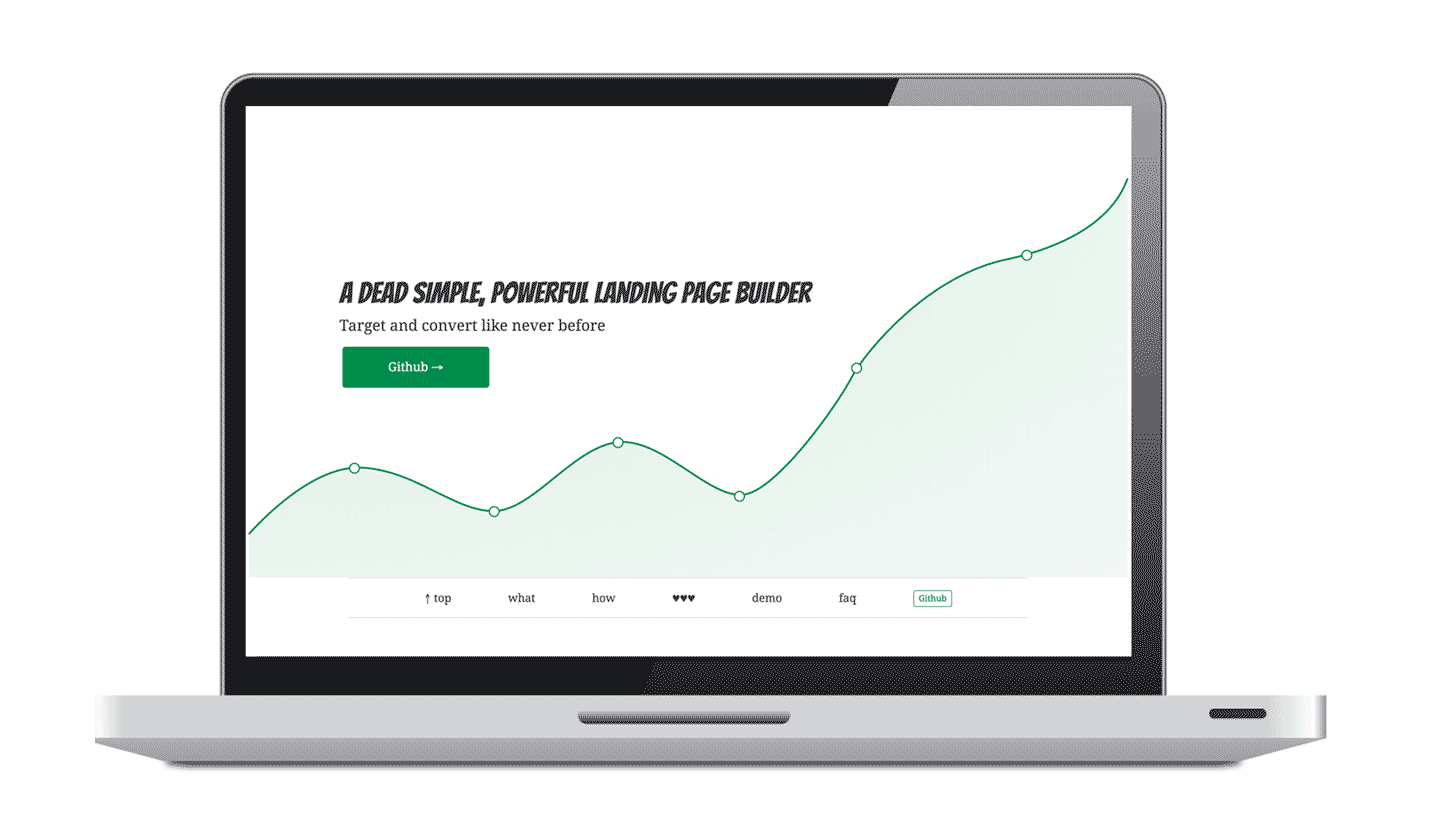 A DEAD SIMPLE, POWERFUL LANDING PAGE BUILDER
Target and convert like never before
Github →
↑ top what how ♥♥♥ demo faq Github